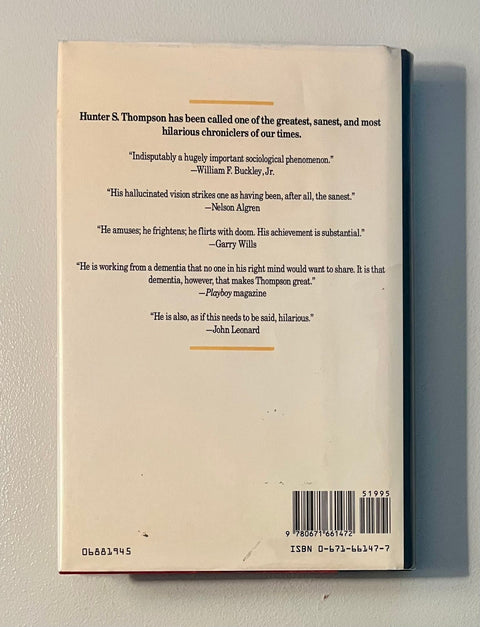 Hunter S. Thompson has been called one of the greatest, sanest, and most
hilarious chroniclers of our times.
“Indisputably a hugely important sociological phenomenon.”
—William F. Buckley, Jr.
“His hallucinated vision strikes one as having been, after all, the sanest.”
—Nelson Algren
“He amuses; he frightens; he flirts with doom. His achievement is substantial.”
—Garry Wills
“He is working from a dementia that no one in his right mind would want to share. It is that
dementia, however, that makes Thompson great.”
—Playboy magazine
“He is also, as if this needs to be said, hilarious.”
—John Leonard
51995
9 780671 661472
06881945
ISBN 0-671-66147-7